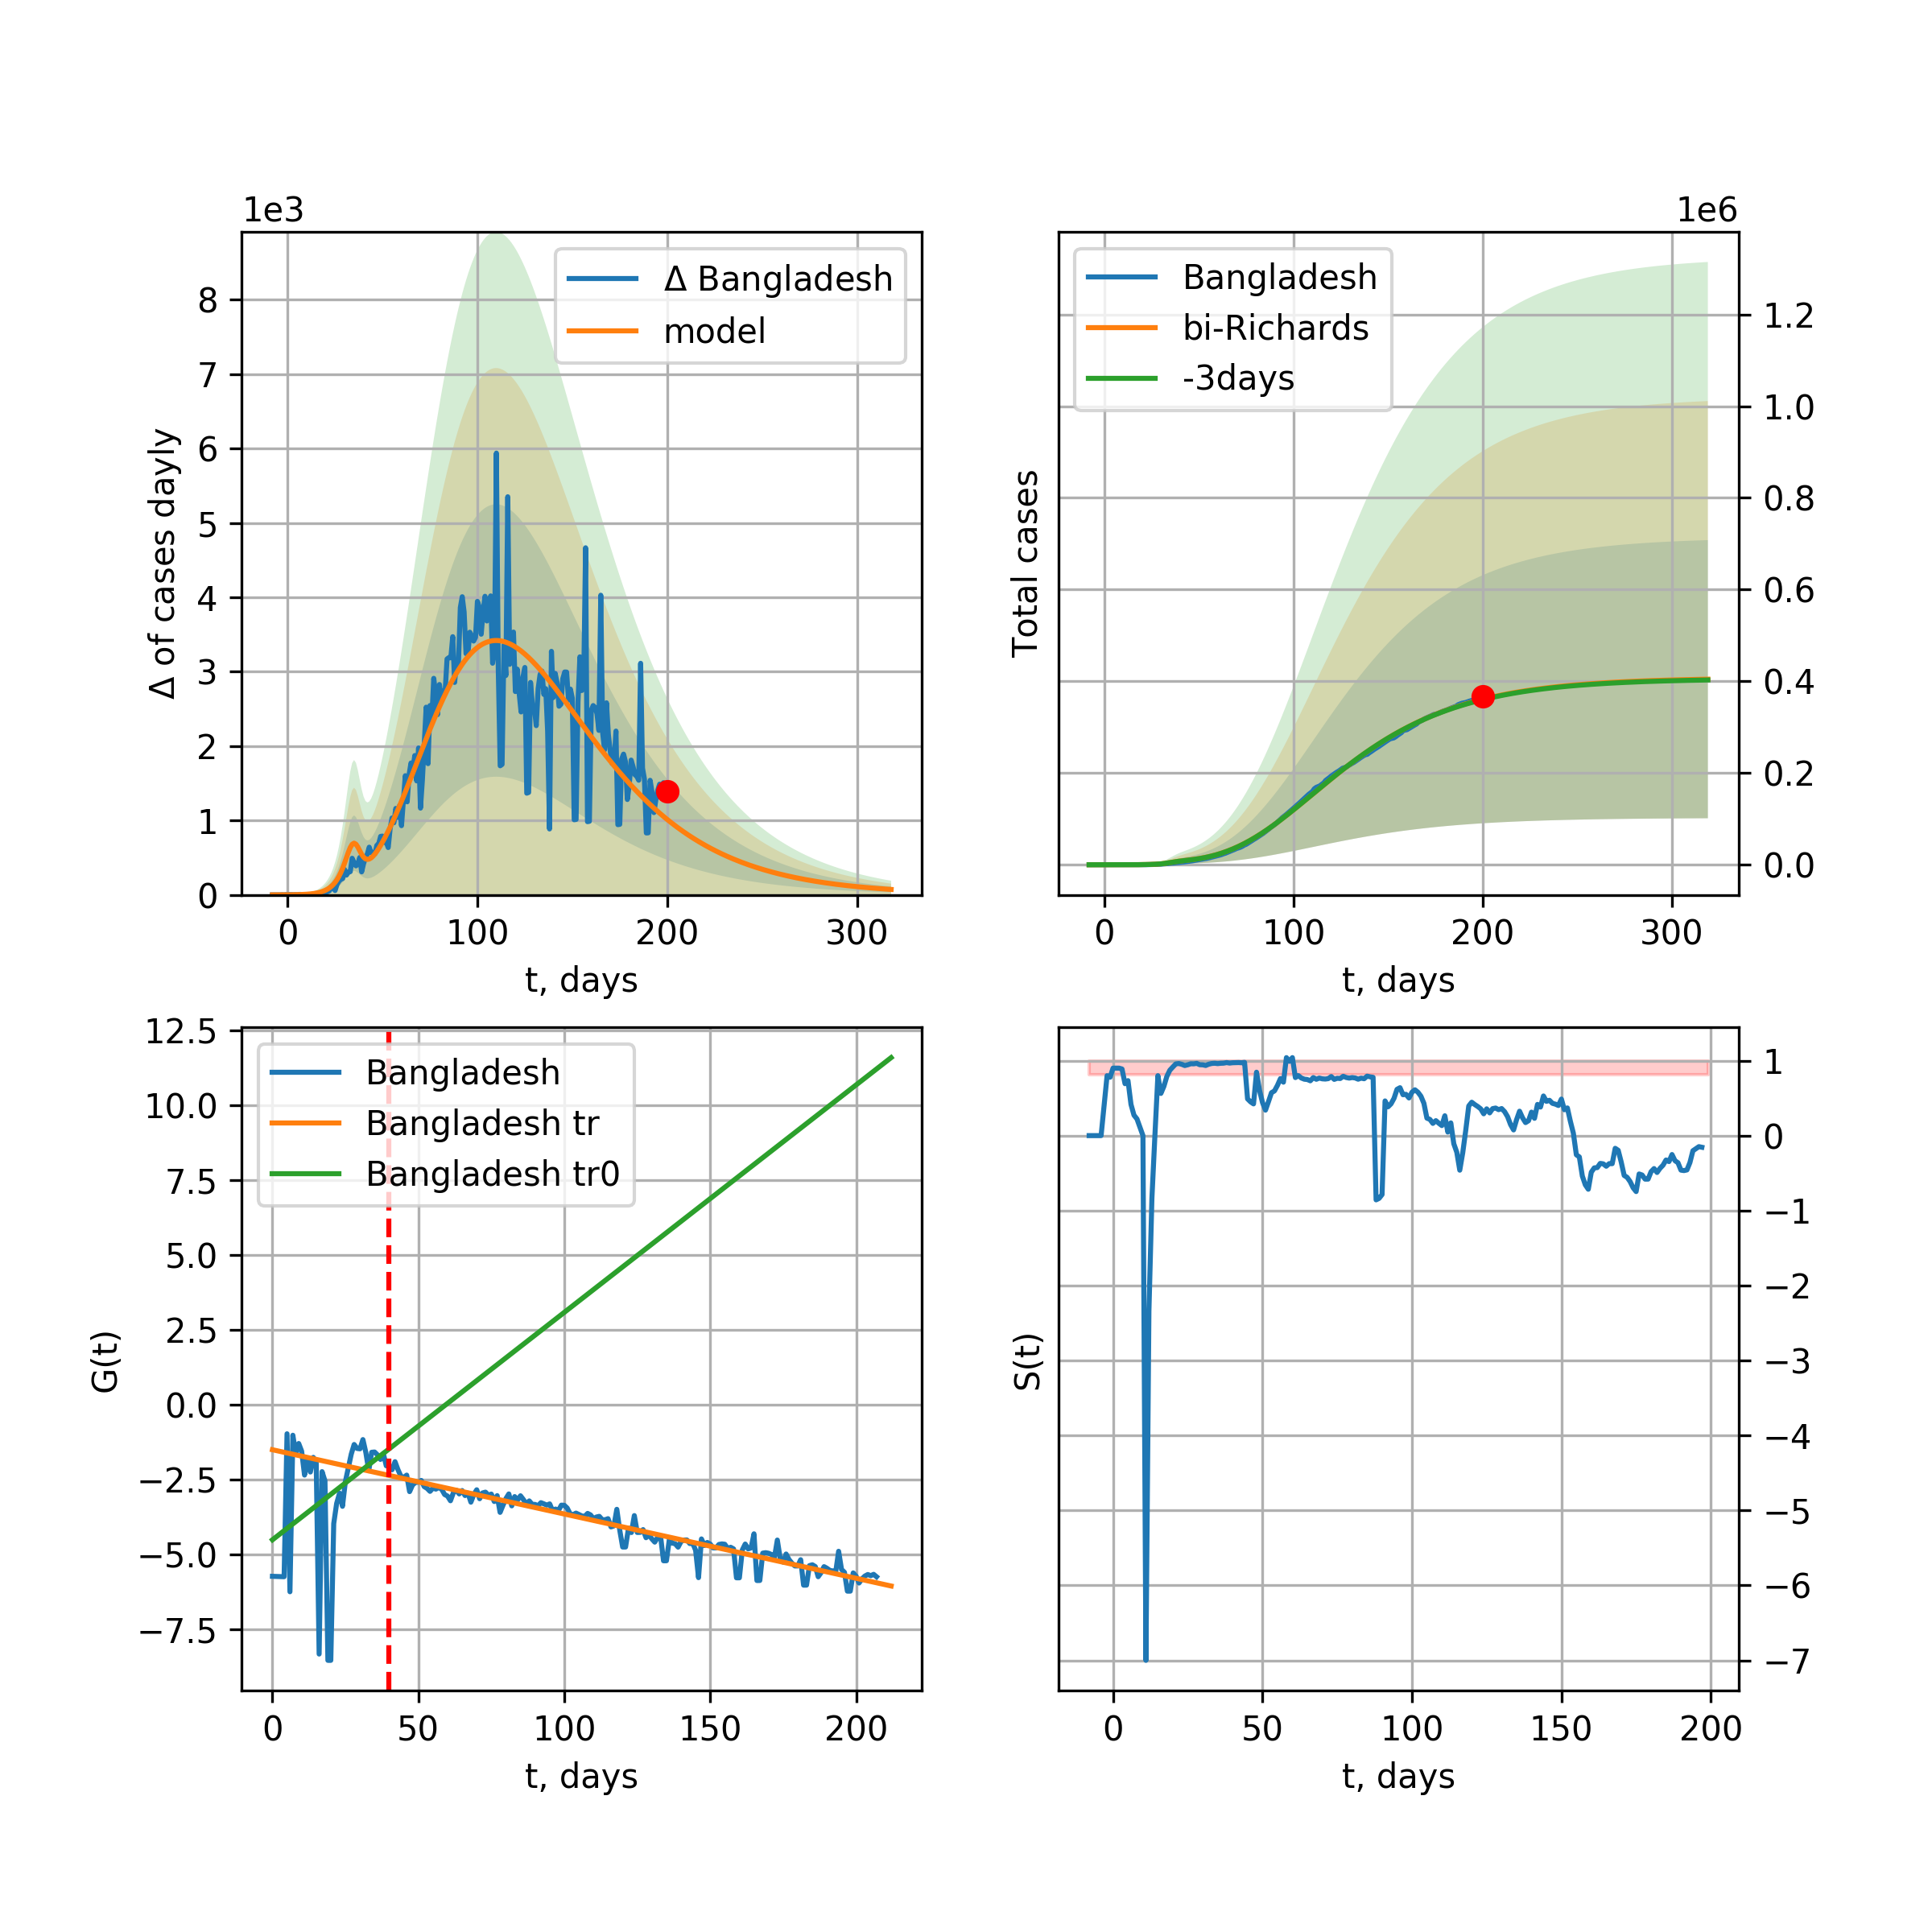 1e3
Δ of cases dayly
8
7
6
5
4
3
2
1
0
0 100 200 300
t, days
Δ Bangladesh
model
1e6
Total cases
1.2
1.0
0.8
0.6
0.4
0.2
0.0
0 100 200 300
t, days
Bangladesh
bi-Richards
-3days
G(t)
12.5
10.0
7.5
5.0
2.5
0.0
−2.5
−5.0
−7.5
0 50 100 150 200
t, days
Bangladesh
Bangladesh tr
Bangladesh tr0
S(t)
1
0
−1
−2
−3
−4
−5
−6
−7
0 50 100 150 200
t, days